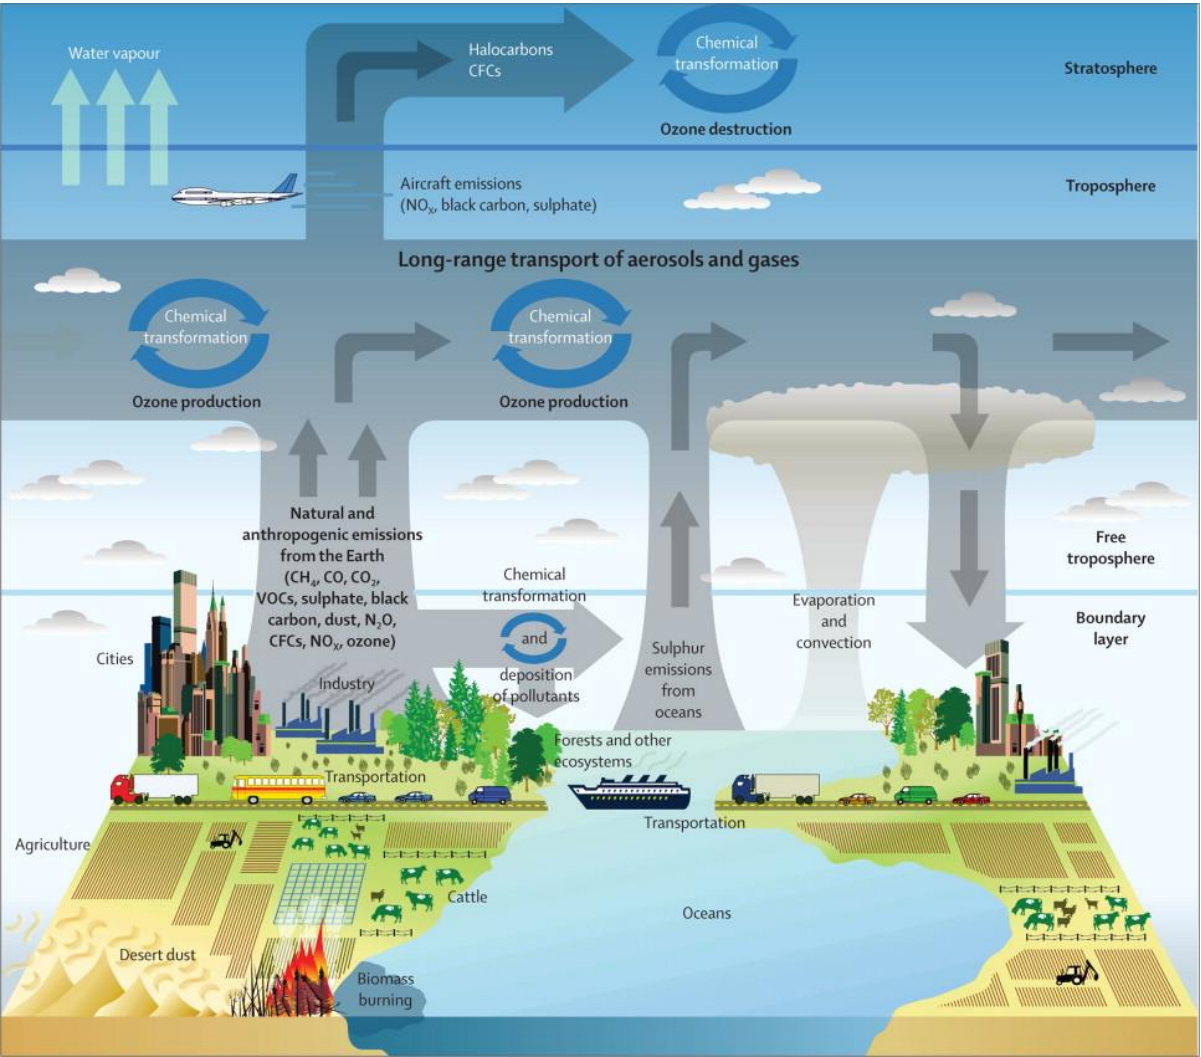 Water vapour
Halocarbons
CFCs
Chemical
transformation
Ozone destruction
Stratosphere
Aircraft emissions
(NOₓ, black carbon, sulphate)
Troposphere
Long-range transport of aerosols and gases
Chemical
transformation
Ozone production
Chemical
transformation
Ozone production
Natural and
anthropogenic emissions
from the Earth
(CH₄, CO, CO₂,
VOCs, sulphate, black
carbon, dust, N₂O,
CFCs, NOₓ, ozone)
Free
troposphere
Chemical
transformation
and
deposition
of pollutants
Sulphur
emissions
from
oceans
Evaporation
and
convection
Boundary
layer
Cities
Industry
Forests and other
ecosystems
Transportation
Transportation
Agriculture
Cattle
Oceans
Desert dust
Biomass
burning